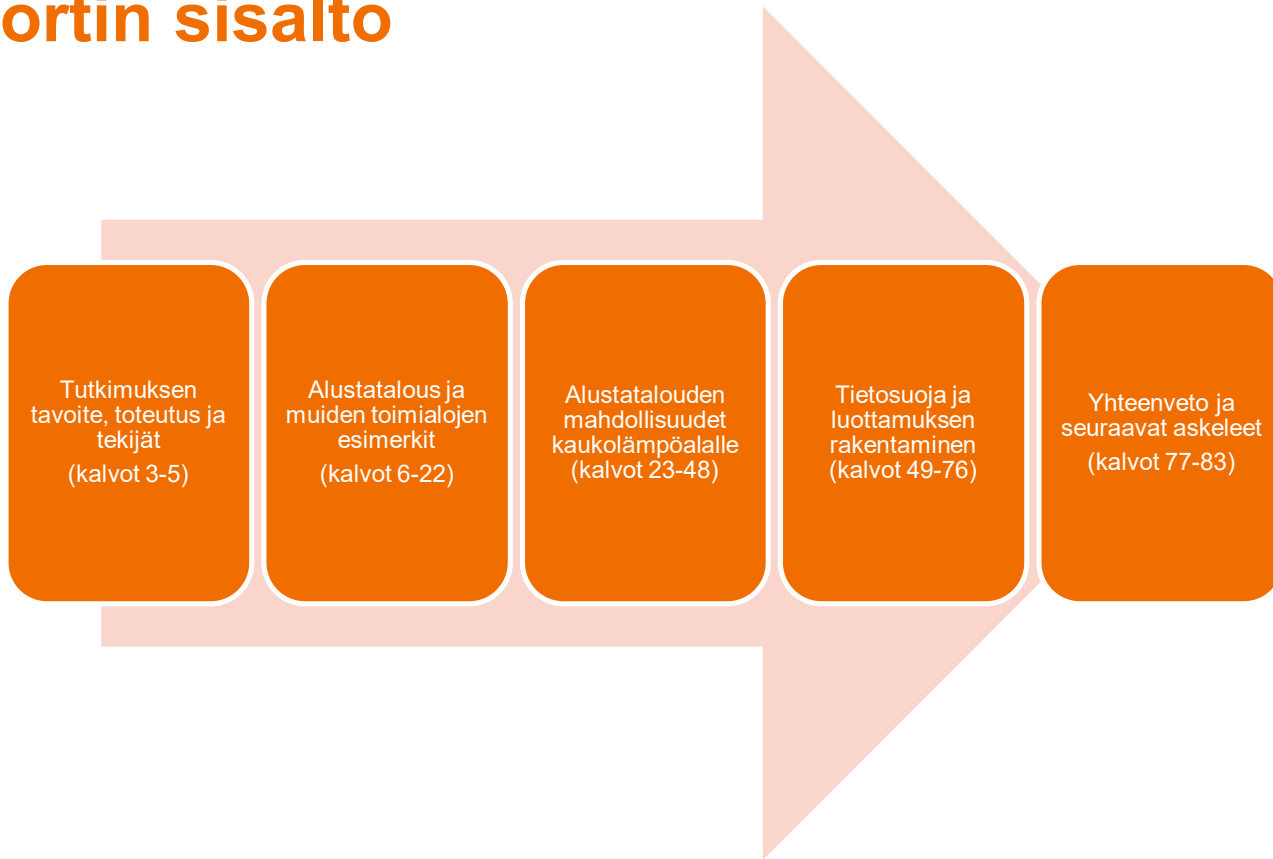 ortin sisalto
Tutkimuksen
tavoite, toteutus ja
tekijät
(kalvot 3-5)
Alustatalous ja
muiden toimialojen
esimerkit
(kalvot 6-22)
Alustatalouden
mahdollisuudet
kaukolämpöalalle
(kalvot 23-48)
Tietosuoja ja
luottamuksen
rakentaminen
(kalvot 49-76)
Yhteenveto ja
seuraavat askeleet
(kalvot 77-83)